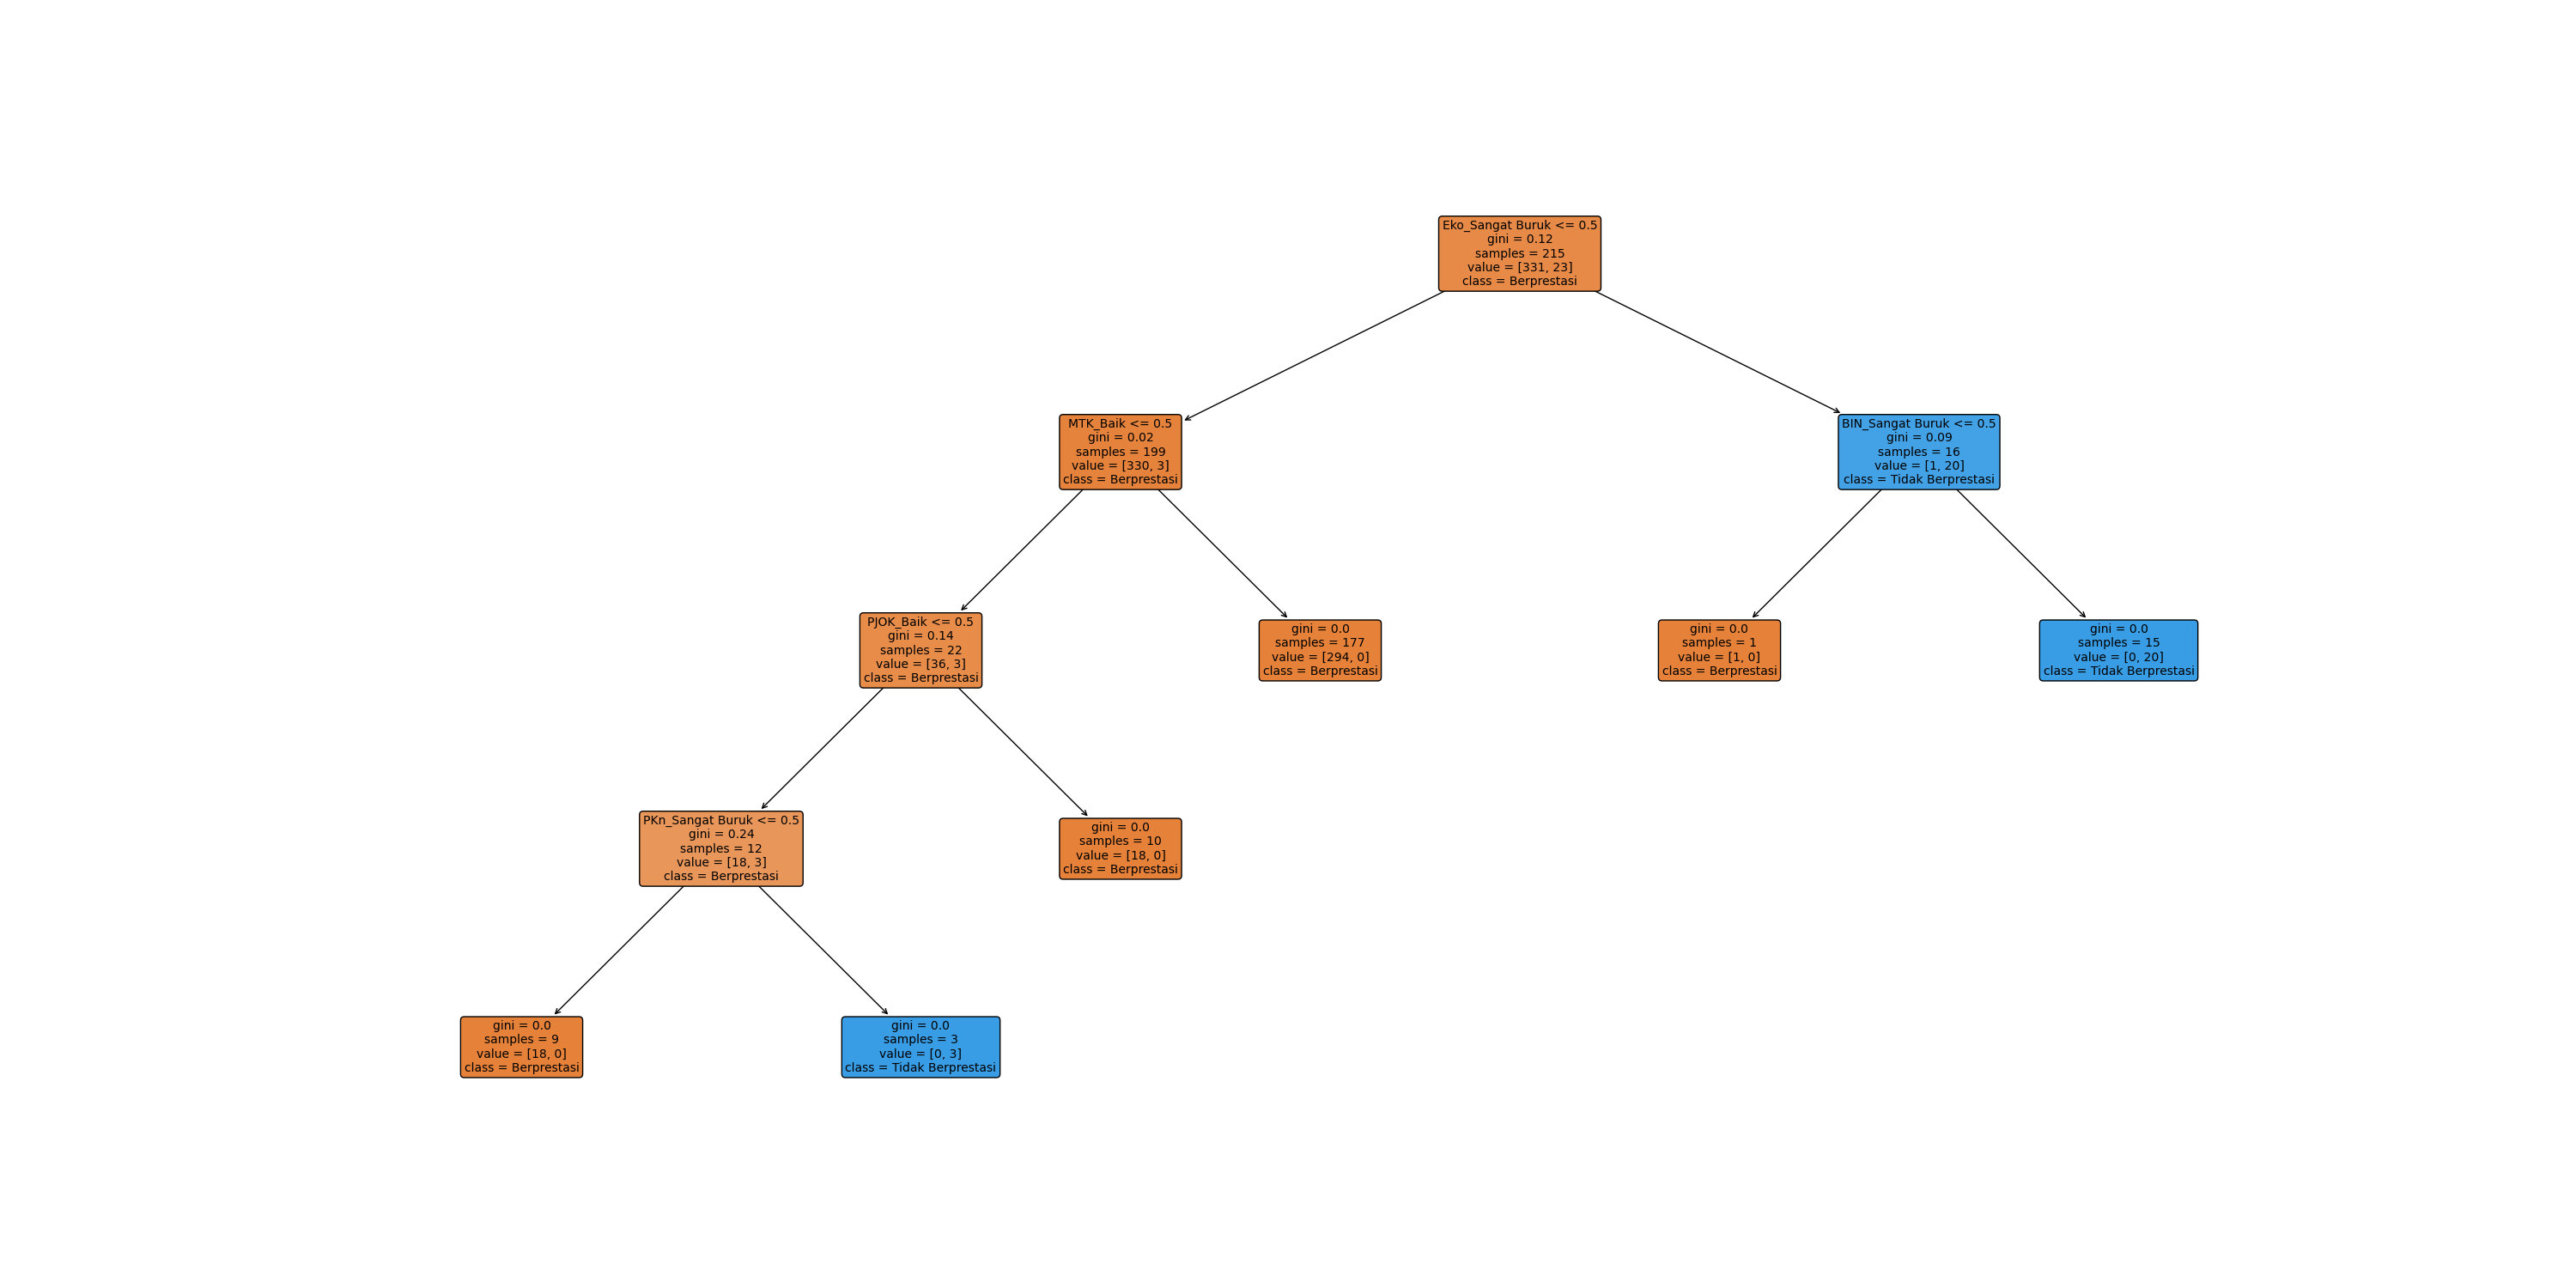 Eko_Sangat Buruk <= 0.5
gini = 0.12
samples = 215
value = [331, 23]
class = Berprestasi
MTK_Baik <= 0.5
gini = 0.02
samples = 199
value = [330, 3]
class = Berprestasi
BIN_Sangat Buruk <= 0.5
gini = 0.09
samples = 16
value = [1, 20]
class = Tidak Berprestasi
PJOK_Baik <= 0.5
gini = 0.14
samples = 22
value = [36, 3]
class = Berprestasi
gini = 0.0
samples = 177
value = [294, 0]
class = Berprestasi
gini = 0.0
samples = 1
value = [1, 0]
class = Berprestasi
gini = 0.0
samples = 15
value = [0, 20]
class = Tidak Berprestasi
PKn_Sangat Buruk <= 0.5
gini = 0.24
samples = 12
value = [18, 3]
class = Berprestasi
gini = 0.0
samples = 10
value = [18, 0]
class = Berprestasi
gini = 0.0
samples = 9
value = [18, 0]
class = Berprestasi
gini = 0.0
samples = 3
value = [0, 3]
class = Tidak Berprestasi